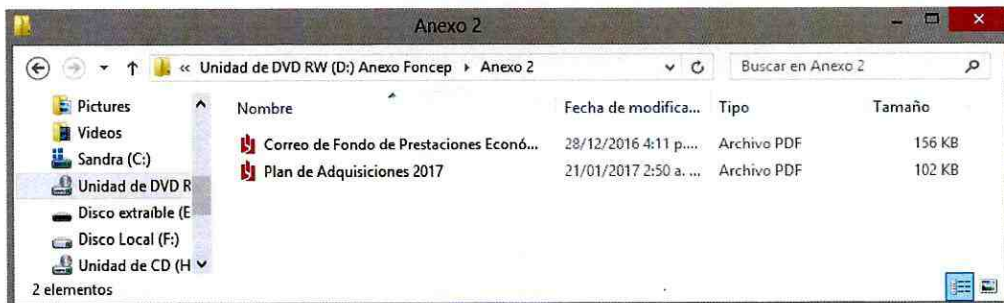 Anexo 2
« Unidad de DVD RW (D:) Anexo Foncep ▸ Anexo 2
Buscar en Anexo 2
Pictures
Videos
Sandra (C:)
Unidad de DVD R
Disco extraíble (E
Disco Local (F:)
Unidad de CD (H
Nombre Fecha de modifica... Tipo Tamaño
Correo de Fondo de Prestaciones Econó... 28/12/2016 4:11 p.... Archivo PDF 156 KB
Plan de Adquisiciones 2017 21/01/2017 2:50 a. ... Archivo PDF 102 KB
2 elementos